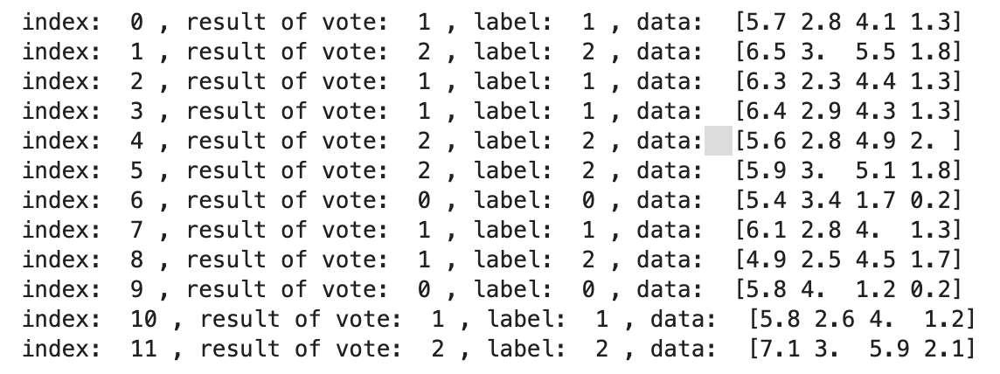 index:  0 , result of vote:  1 , label:  1 , data:  [5.7 2.8 4.1 1.3]
index:  1 , result of vote:  2 , label:  2 , data:  [6.5 3.  5.5 1.8]
index:  2 , result of vote:  1 , label:  1 , data:  [6.3 2.3 4.4 1.3]
index:  3 , result of vote:  1 , label:  1 , data:  [6.4 2.9 4.3 1.3]
index:  4 , result of vote:  2 , label:  2 , data:  [5.6 2.8 4.9 2. ]
index:  5 , result of vote:  2 , label:  2 , data:  [5.9 3.  5.1 1.8]
index:  6 , result of vote:  0 , label:  0 , data:  [5.4 3.4 1.7 0.2]
index:  7 , result of vote:  1 , label:  1 , data:  [6.1 2.8 4.  1.3]
index:  8 , result of vote:  1 , label:  2 , data:  [4.9 2.5 4.5 1.7]
index:  9 , result of vote:  0 , label:  0 , data:  [5.8 4.  1.2 0.2]
index:  10 , result of vote:  1 , label:  1 , data:  [5.8 2.6 4.  1.2]
index:  11 , result of vote:  2 , label:  2 , data:  [7.1 3.  5.9 2.1]